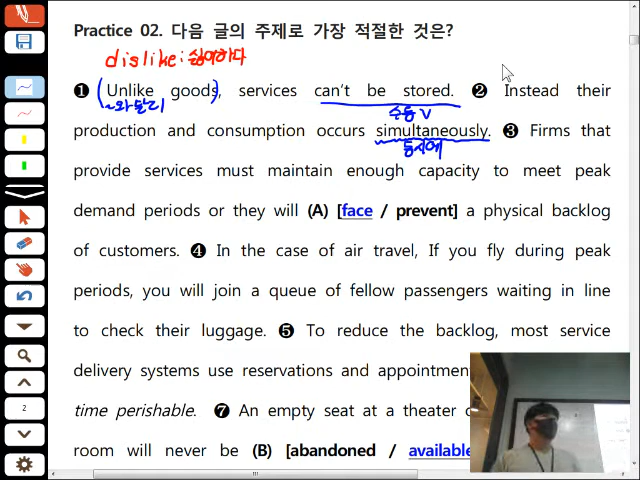 Practice 02. 다음 글의 주제로 가장 적절한 것은?
dislike: 싫어하다
❶ (Unlike goods), services can't be stored. ❷ Instead their
~와 달리
수동 V
production and consumption occurs simultaneously. ❸ Firms that
동시에
provide services must maintain enough capacity to meet peak
demand periods or they will (A) [face / prevent] a physical backlog
of customers. ❹ In the case of air travel, If you fly during peak
periods, you will join a queue of fellow passengers waiting in line
to check their luggage. ❺ To reduce the backlog, most service
delivery systems use reservations and
time perishable. ❼ An empty seat at a theater
room will never be (B) [abandoned / available
2